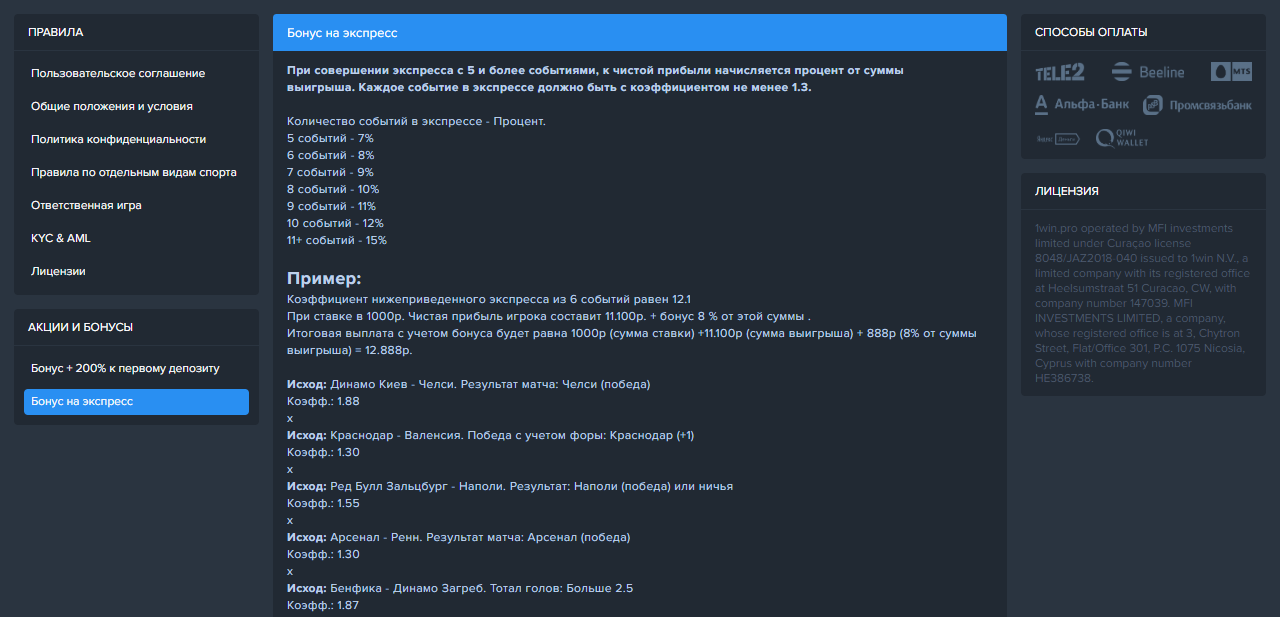 ПРАВИЛА
Пользовательское соглашение
Общие положения и условия
Политика конфиденциальности
Правила по отдельным видам спорта
Ответственная игра
KYC & AML
Лицензии
АКЦИИ И БОНУСЫ
Бонус + 200% к первому депозиту
Бонус на экспресс
Бонус на экспресс
При совершении экспресса с 5 и более событиями, к чистой прибыли начисляется процент от суммы
выигрыша. Каждое событие в экспрессе должно быть с коэффициентом не менее 1.3.
Количество событий в экспрессе - Процент.
5 событий - 7%
6 событий - 8%
7 событий - 9%
8 событий - 10%
9 событий - 11%
10 событий - 12%
11+ событий - 15%
Пример:
Коэффициент нижеприведенного экспресса из 6 событий равен 12.1
При ставке в 1000р. Чистая прибыль игрока составит 11.100р. + бонус 8 % от этой суммы .
Итоговая выплата с учетом бонуса будет равна 1000р (сумма ставки) +11.100р (сумма выигрыша) + 888р (8% от суммы
выигрыша) = 12.888р.
Исход: Динамо Киев - Челси. Результат матча: Челси (победа)
Коэфф.: 1.88
x
Исход: Краснодар - Валенсия. Победа с учетом форы: Краснодар (+1)
Коэфф.: 1.30
x
Исход: Ред Булл Зальцбург - Наполи. Результат: Наполи (победа) или ничья
Коэфф.: 1.55
x
Исход: Арсенал - Ренн. Результат матча: Арсенал (победа)
Коэфф.: 1.30
x
Исход: Бенфика - Динамо Загреб. Тотал голов: Больше 2.5
Коэфф.: 1.87
СПОСОБЫ ОПЛАТЫ
TELE2 Beeline МТS
Альфа·Банк Промсвязьбанк
QIWI
WALLET
ЛИЦЕНЗИЯ
1win.pro operated by MFI investments
limited under Curaçao license
8048/JAZ2018-040 issued to 1win N.V., a
limited company with its registered office
at Heelsumstraat 51 Curacao, CW, with
company number 147039. MFI
INVESTMENTS LIMITED, a company,
whose registered office is at 3, Chytron
Street, Flat/Office 301, P.C. 1075 Nicosia,
Cyprus with company number
HE386738.